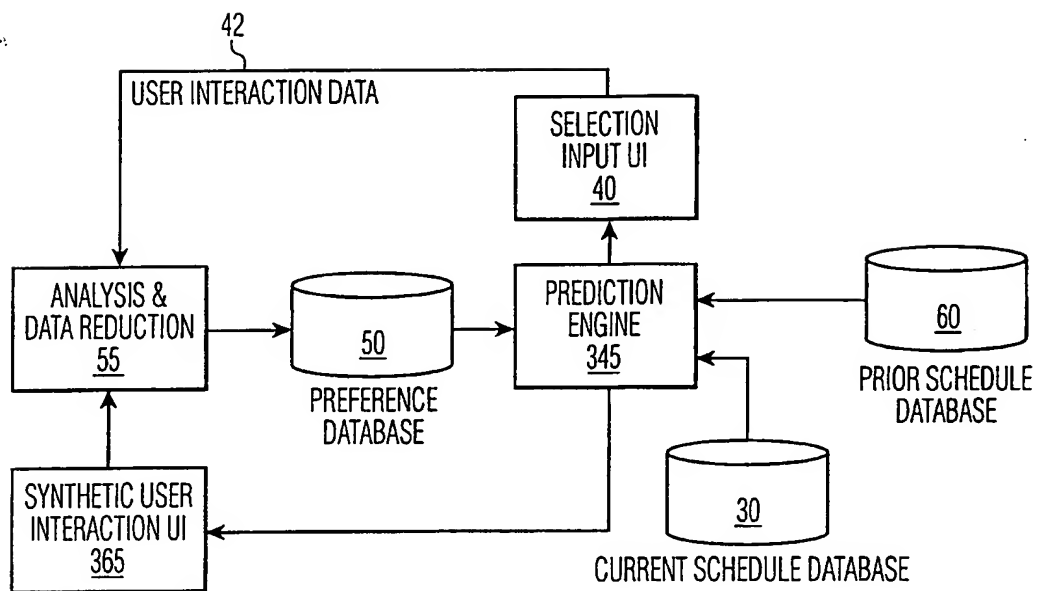 42
USER INTERACTION DATA
SELECTION
INPUT UI
40
ANALYSIS &
DATA REDUCTION
55
50
PREFERENCE
DATABASE
PREDICTION
ENGINE
345
60
PRIOR SCHEDULE
DATABASE
SYNTHETIC USER
INTERACTION UI
365
30
CURRENT SCHEDULE DATABASE